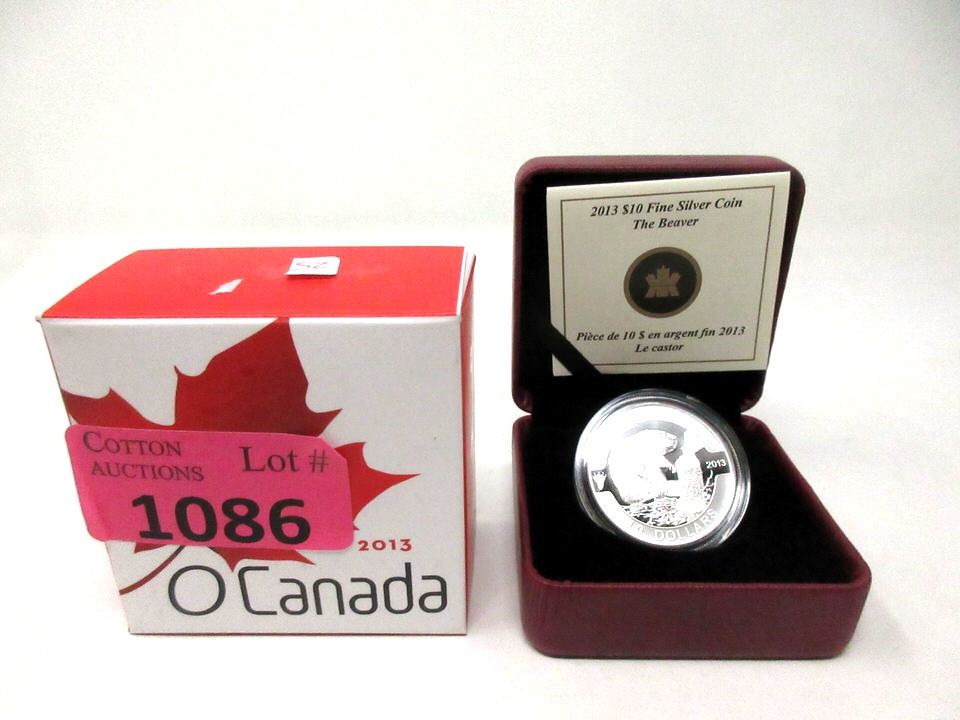 COTTON
AUCTIONS
Lot #
1086
2013
O Canada
2013 $10 Fine Silver Coin
The Beaver
Pièce de 10 $ en argent fin 2013
Le castor
2013
10 DOLLARS